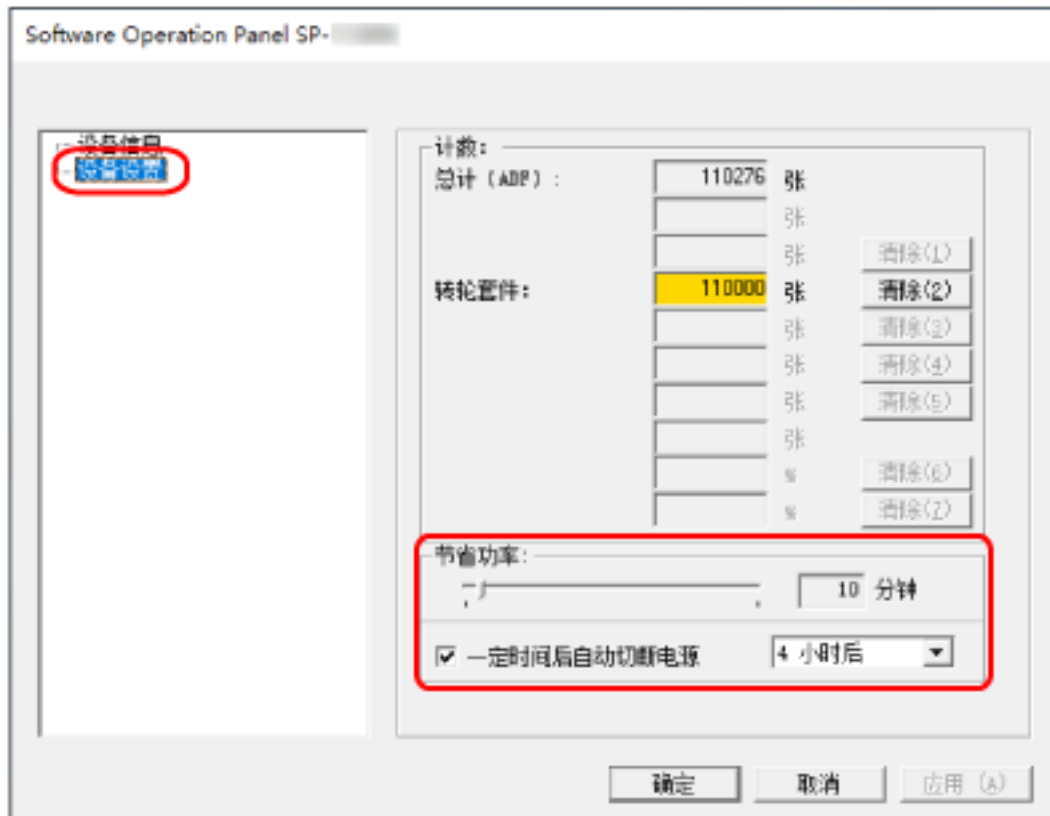 Software Operation Panel SP-
设备信息
设备设置
计数:
总计 (ADF) : 110276 张
张
张 清除(1)
转轮套件: 110000 张 清除(2)
张 清除(3)
张 清除(4)
张 清除(5)
张
% 清除(6)
% 清除(7)
节省功率:
10 分钟
一定时间后自动切断电源 4 小时后
确定 取消 应用 (A)